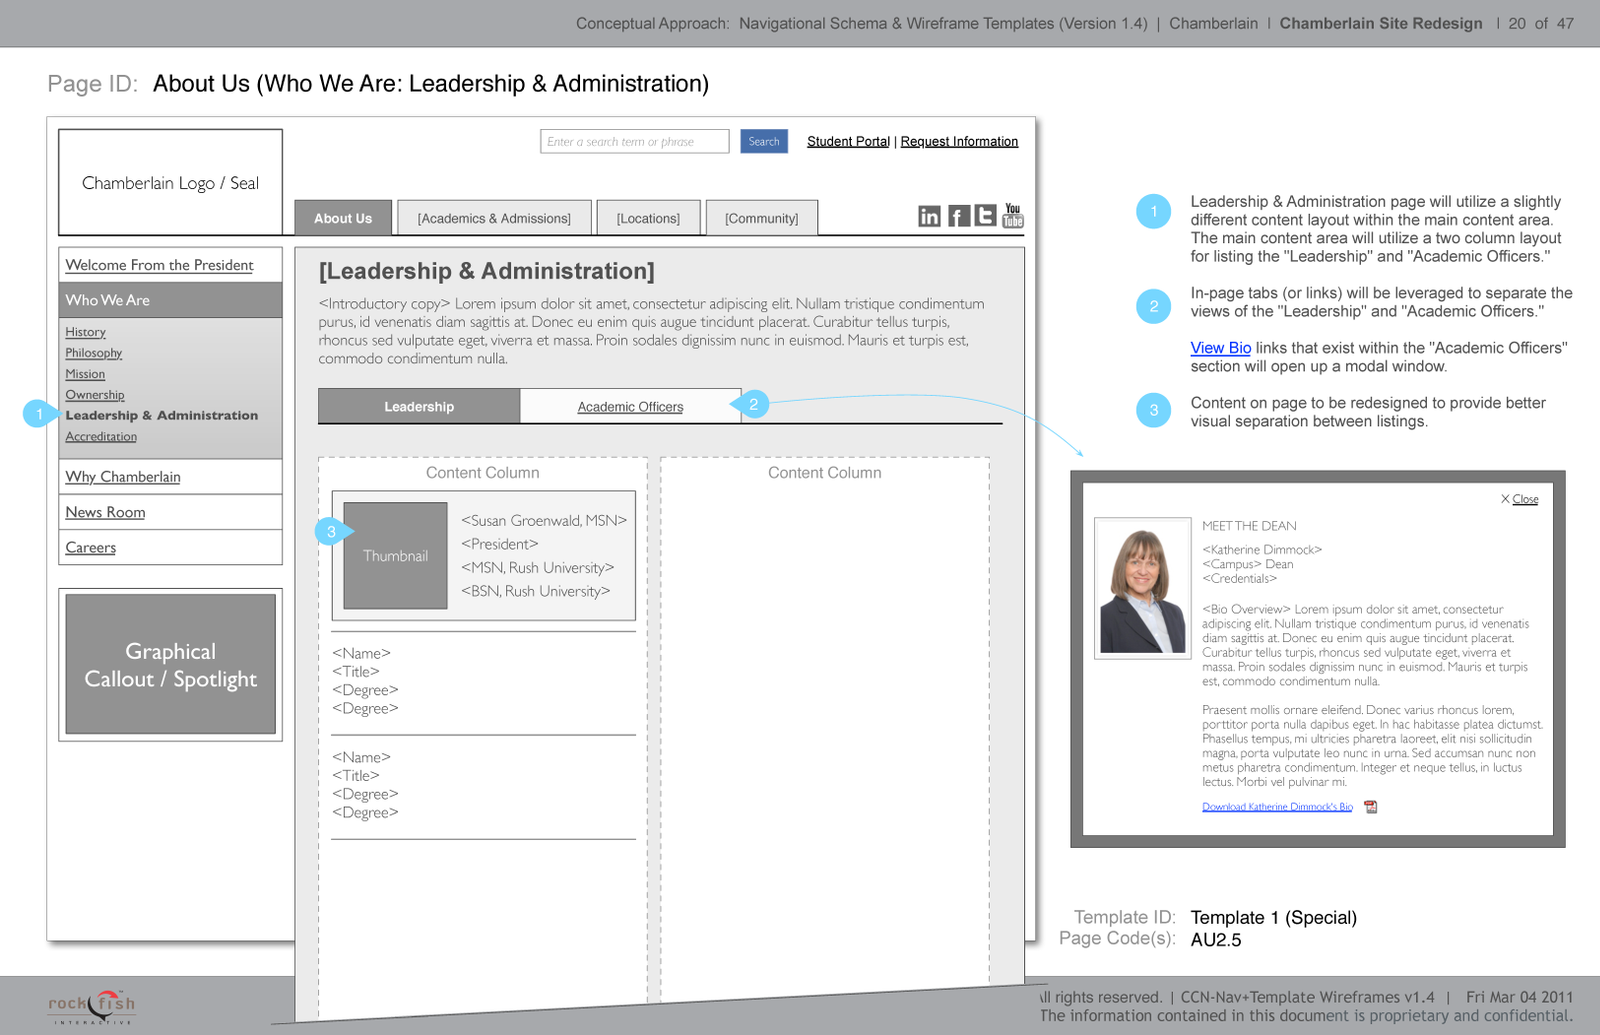 Conceptual Approach: Navigational Schema & Wireframe Templates (Version 1.4) | Chamberlain | Chamberlain Site Redesign | 20 of 47
Page ID: About Us (Who We Are: Leadership & Administration)
Chamberlain Logo / Seal
Enter a search term or phrase
Search
Student Portal | Request Information
About Us
[Academics & Admissions]
[Locations]
[Community]
in f t You Tube
Welcome From the President
Who We Are
History
Philosophy
Mission
Ownership
1
Leadership & Administration
Accreditation
Why Chamberlain
News Room
Careers
Graphical
Callout / Spotlight
[Leadership & Administration]
<Introductory copy> Lorem ipsum dolor sit amet, consectetur adipiscing elit. Nullam tristique condimentum
purus, id venenatis diam sagittis at. Donec eu enim quis augue tincidunt placerat. Curabitur tellus turpis,
rhoncus sed vulputate eget, viverra et massa. Proin sodales dignissim nunc in euismod. Mauris et turpis est,
commodo condimentum nulla.
Leadership
Academic Officers
2
Content Column
3
Thumbnail
<Susan Groenwald, MSN>
<President>
<MSN, Rush University>
<BSN, Rush University>
<Name>
<Title>
<Degree>
<Degree>
<Name>
<Title>
<Degree>
<Degree>
Content Column
1
Leadership & Administration page will utilize a slightly
different content layout within the main content area.
The main content area will utilize a two column layout
for listing the "Leadership" and "Academic Officers."
2
In-page tabs (or links) will be leveraged to separate the
views of the "Leadership" and "Academic Officers."
View Bio links that exist within the "Academic Officers"
section will open up a modal window.
3
Content on page to be redesigned to provide better
visual separation between listings.
X Close
MEET THE DEAN
<Katherine Dimmock>
<Campus> Dean
<Credentials>
<Bio Overview> Lorem ipsum dolor sit amet, consectetur
adipiscing elit. Nullam tristique condimentum purus, id venenatis
diam sagittis at. Donec eu enim quis augue tincidunt placerat.
Curabitur tellus turpis, rhoncus sed vulputate eget, viverra et
massa. Proin sodales dignissim nunc in euismod. Mauris et turpis
est, commodo condimentum nulla.
Praesent mollis ornare eleifend. Donec varius rhoncus lorem,
porttitor porta nulla dapibus eget. In hac habitasse platea dictumst.
Phasellus tempus, mi ultricies pharetra laoreet, elit nisi sollicitudin
magna, porta vulputate leo nunc in urna. Sed accumsan nunc non
metus pharetra condimentum. Integer et neque tellus, in luctus
lectus. Morbi vel pulvinar mi.
Download Katherine Dimmock's Bio
Template ID: Template 1 (Special)
Page Code(s): AU2.5
rockfish
INTERACTIVE
All rights reserved. | CCN-Nav+Template Wireframes v1.4 | Fri Mar 04 2011
The information contained in this document is proprietary and confidential.